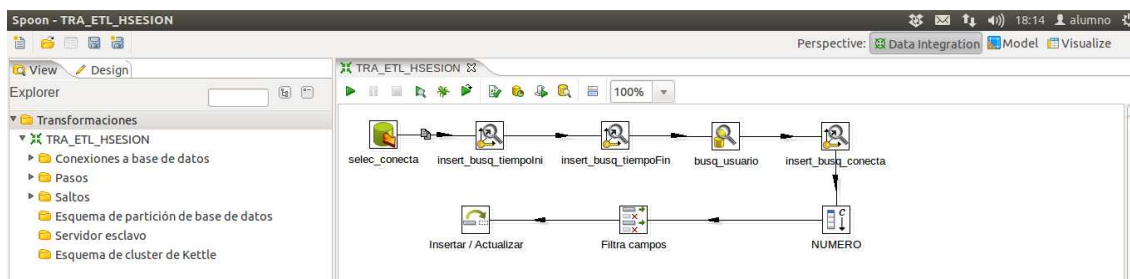 Spoon - TRA_ETL_HSESION
18:14 alumno
Perspective: Data Integration Model Visualize
View Design
TRA_ETL_HSESION
Explorer
100%
Transformaciones
TRA_ETL_HSESION
Conexiones a base de datos
Pasos
Saltos
Esquema de partición de base de datos
Servidor esclavo
Esquema de cluster de Kettle
selec_conecta insert_busq_tiempoIni insert_busq_tiempoFin busq_usuario insert_busq_conecta
C
Insertar / Actualizar Filtra campos NUMERO